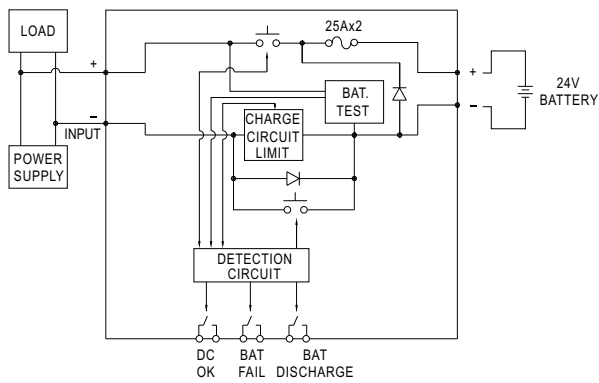 LOAD
25Ax2
+
+
24V
BATTERY
BAT.
TEST
CHARGE
CIRCUIT
LIMIT
−
−
INPUT
POWER
SUPPLY
DETECTION
CIRCUIT
DC
OK
BAT
FAIL
BAT
DISCHARGE